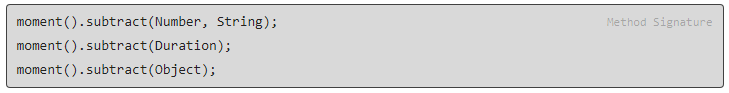 moment().subtract(Number, String); Method Signature
moment().subtract(Duration);
moment().subtract(Object);